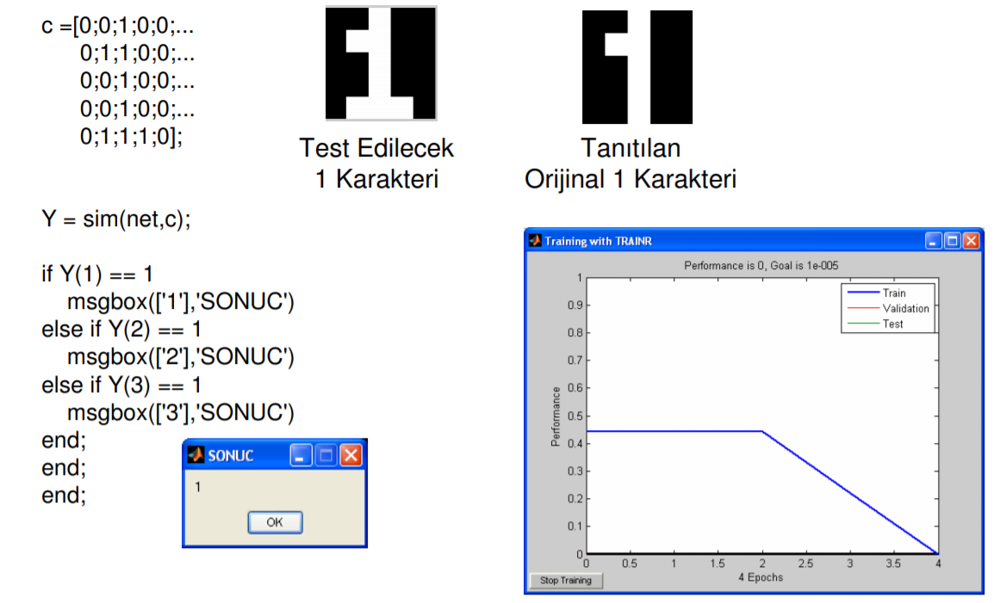 c =[0;0;1;0;0;...
0;1;1;0;0;...
0;0;1;0;0;...
0;0;1;0;0;...
0;1;1;1;0];
Test Edilecek
1 Karakteri
Tanıtılan
Orijinal 1 Karakteri
Y = sim(net,c);
if Y(1) == 1
msgbox(['1'],'SONUC')
else if Y(2) == 1
msgbox(['2'],'SONUC')
else if Y(3) == 1
msgbox(['3'],'SONUC')
end;
end;
end;
SONUC
1
OK
Training with TRAINR
Performance is 0, Goal is 1e-005
Train
Validation
Test
Performance
1
0.9
0.8
0.7
0.6
0.5
0.4
0.3
0.2
0.1
0
0 0.5 1 1.5 2 2.5 3 3.5 4
4 Epochs
Stop Training